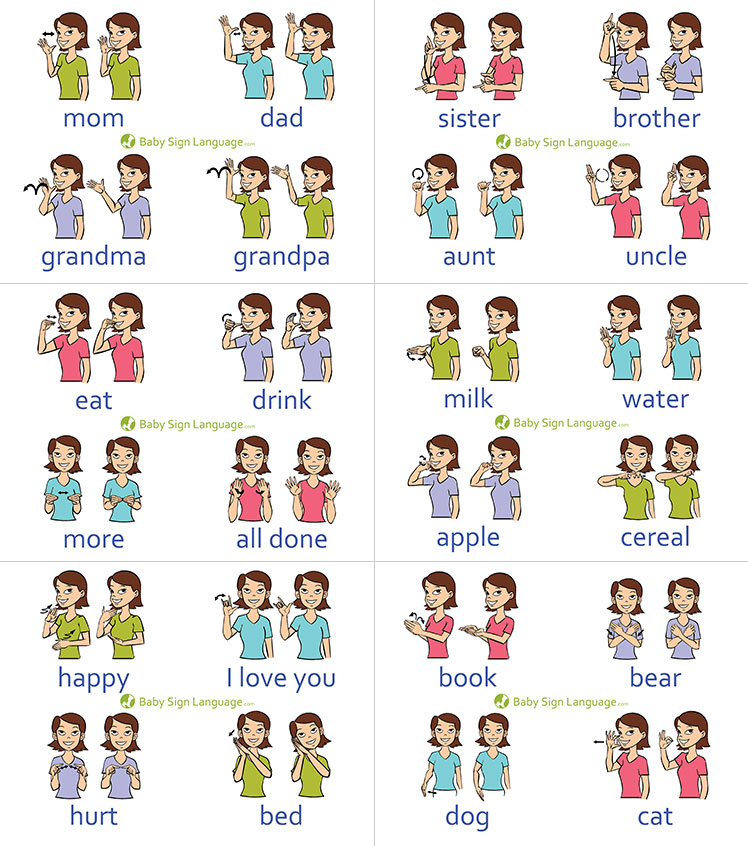 mom
dad
Baby Sign Language.com
grandma
grandpa
sister
brother
Baby Sign Language.com
aunt
uncle
eat
drink
Baby Sign Language.com
more
all done
milk
water
Baby Sign Language.com
apple
cereal
happy
I love you
Baby Sign Language.com
hurt
bed
book
bear
Baby Sign Language.com
dog
cat